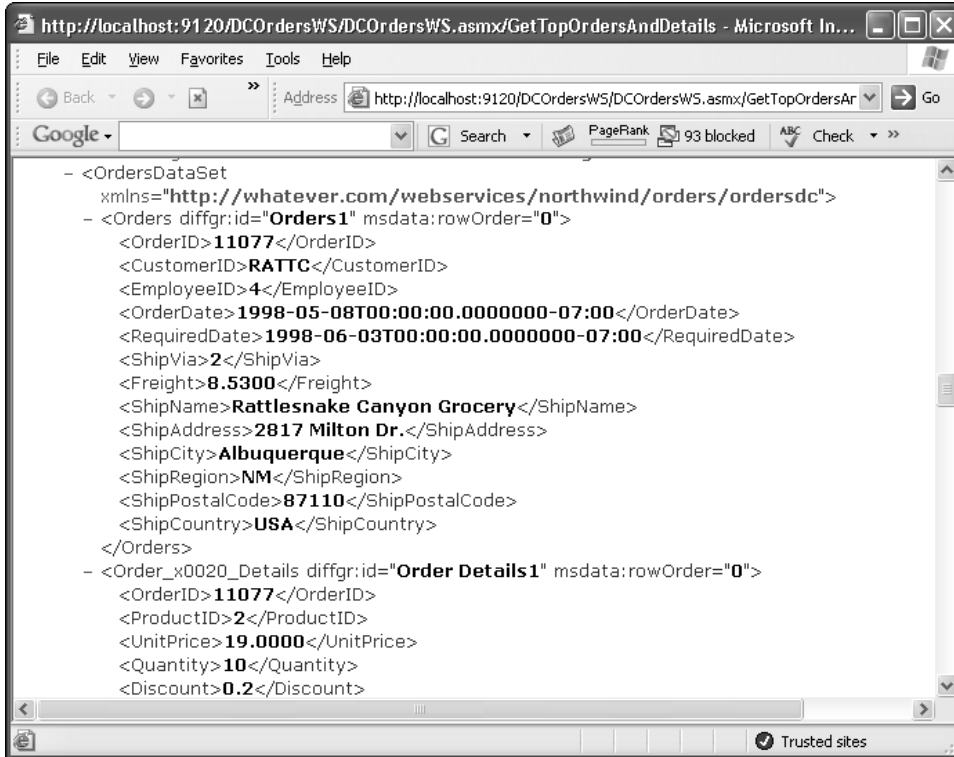 http://localhost:9120/DCOrdersWS/DCOrdersWS.asmx/GetTopOrdersAndDetails - Microsoft In...
File Edit View Favorites Tools Help
Back » Address http://localhost:9120/DCOrdersWS/DCOrdersWS.asmx/GetTopOrdersAr Go
Google G Search PageRank 93 blocked ABC Check »
- <OrdersDataSet
xmlns="http://whatever.com/webservices/northwind/orders/ordersdc">
- <Orders diffgr:id="Orders1" msdata:rowOrder="0">
<OrderID>11077</OrderID>
<CustomerID>RATTC</CustomerID>
<EmployeeID>4</EmployeeID>
<OrderDate>1998-05-08T00:00:00.0000000-07:00</OrderDate>
<RequiredDate>1998-06-03T00:00:00.0000000-07:00</RequiredDate>
<ShipVia>2</ShipVia>
<Freight>8.5300</Freight>
<ShipName>Rattlesnake Canyon Grocery</ShipName>
<ShipAddress>2817 Milton Dr.</ShipAddress>
<ShipCity>Albuquerque</ShipCity>
<ShipRegion>NM</ShipRegion>
<ShipPostalCode>87110</ShipPostalCode>
<ShipCountry>USA</ShipCountry>
</Orders>
- <Order_x0020_Details diffgr:id="Order Details1" msdata:rowOrder="0">
<OrderID>11077</OrderID>
<ProductID>2</ProductID>
<UnitPrice>19.0000</UnitPrice>
<Quantity>10</Quantity>
<Discount>0.2</Discount>
Trusted sites